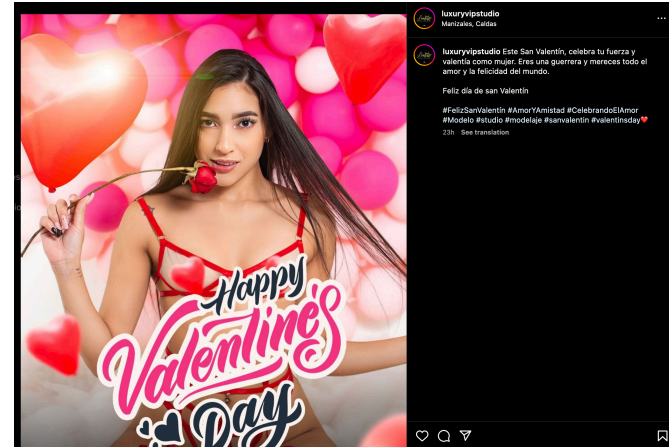 Happy
Valentine's
Day
luxuryvipstudio
Manizales, Caldas
luxuryvipstudio Este San Valentín, celebra tu fuerza y
valentía como mujer. Eres una guerrera y mereces todo el
amor y la felicidad del mundo.
Feliz día de san Valentín
#FelizSanValentín #AmorYAmistad #CelebrandoElAmor
#Modelo #studio #modelaje #sanvalentin #valentinsday❤️
23h See translation